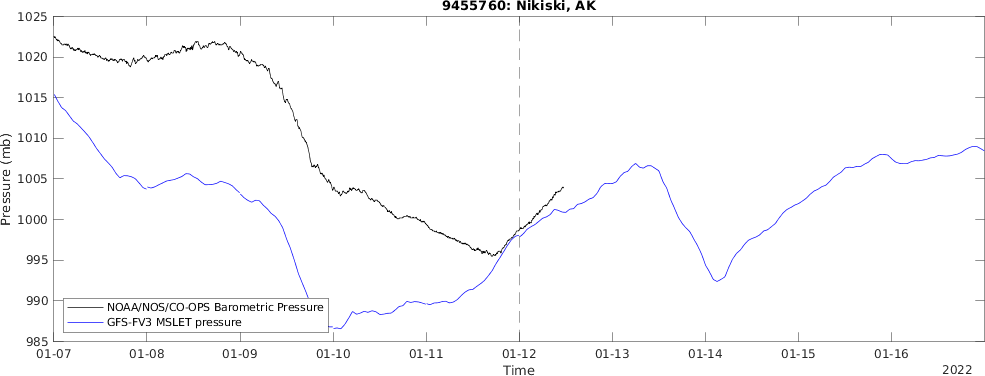 9455760: Nikiski, AK
1025
1020
1015
1010
1005
1000
995
990
985
Pressure (mb)
NOAA/NOS/CO-OPS Barometric Pressure
GFS-FV3 MSLET pressure
01-07 01-08 01-09 01-10 01-11 01-12 01-13 01-14 01-15 01-16
Time
2022